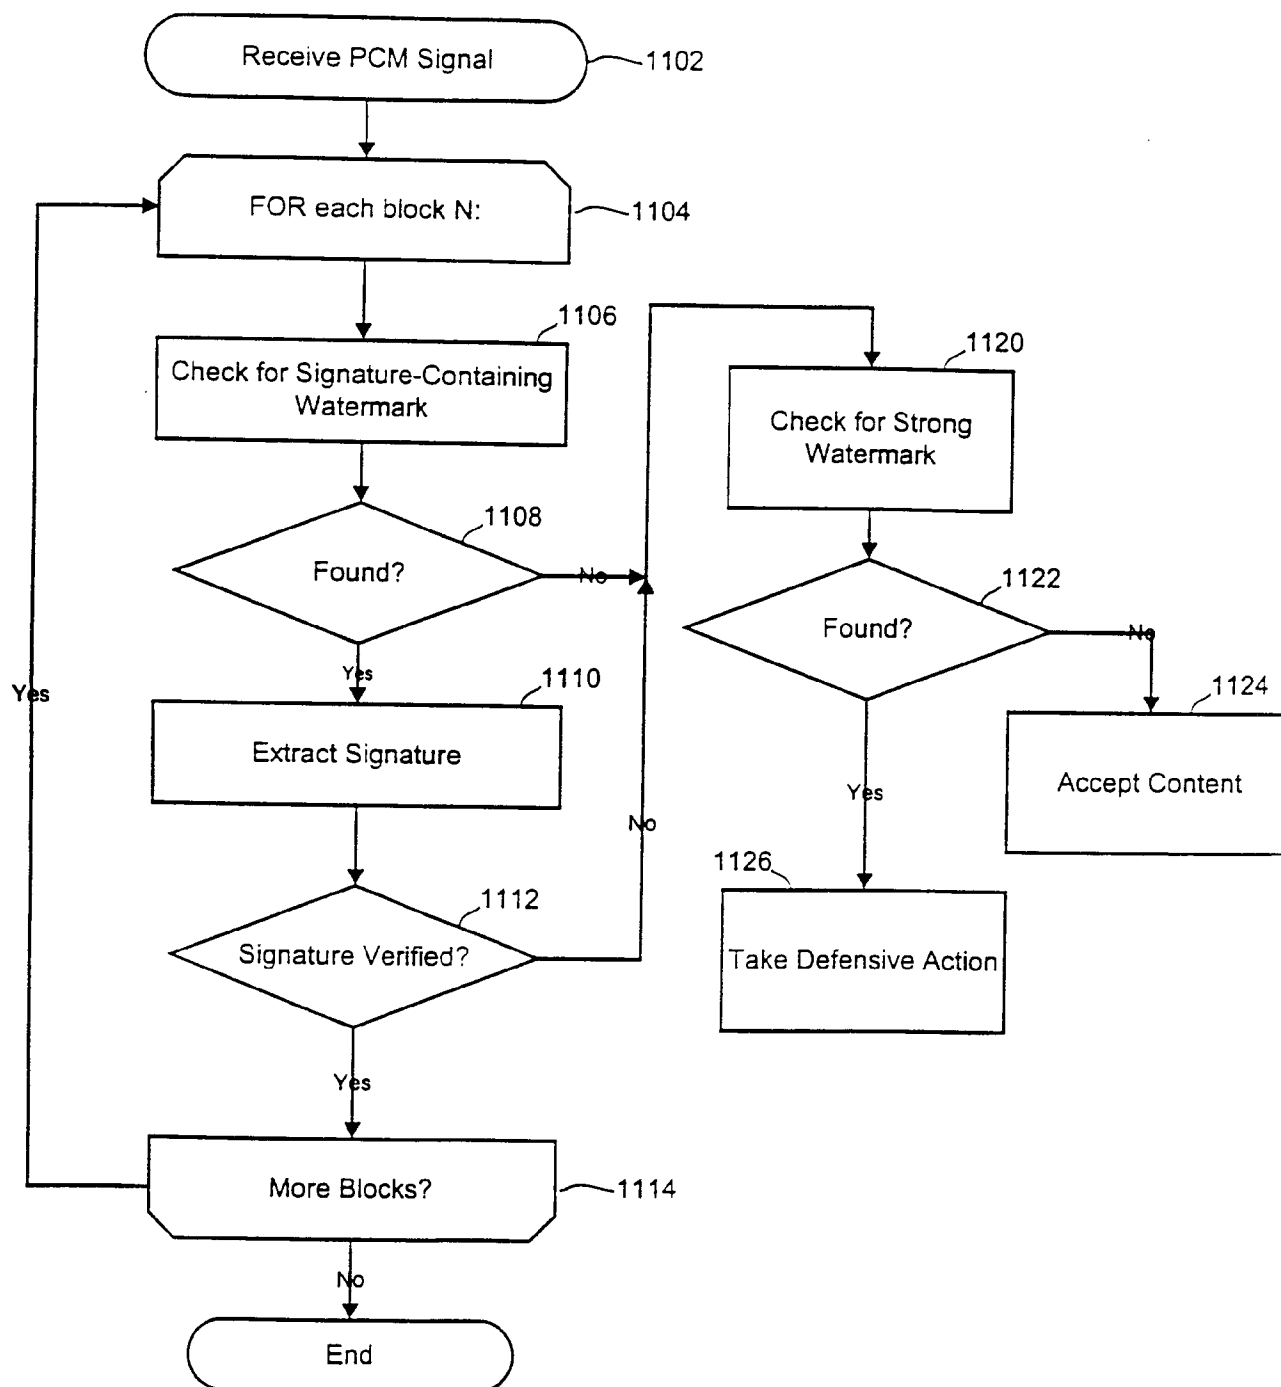 Receive PCM Signal
1102
FOR each block N:
1104
1106
Check for Signature-Containing
Watermark
1108
Found?
No
Yes
1110
Extract Signature
1112
Signature Verified?
No
Yes
More Blocks?
1114
Yes
No
End
1120
Check for Strong
Watermark
1122
Found?
No
1124
Accept Content
Yes
1126
Take Defensive Action